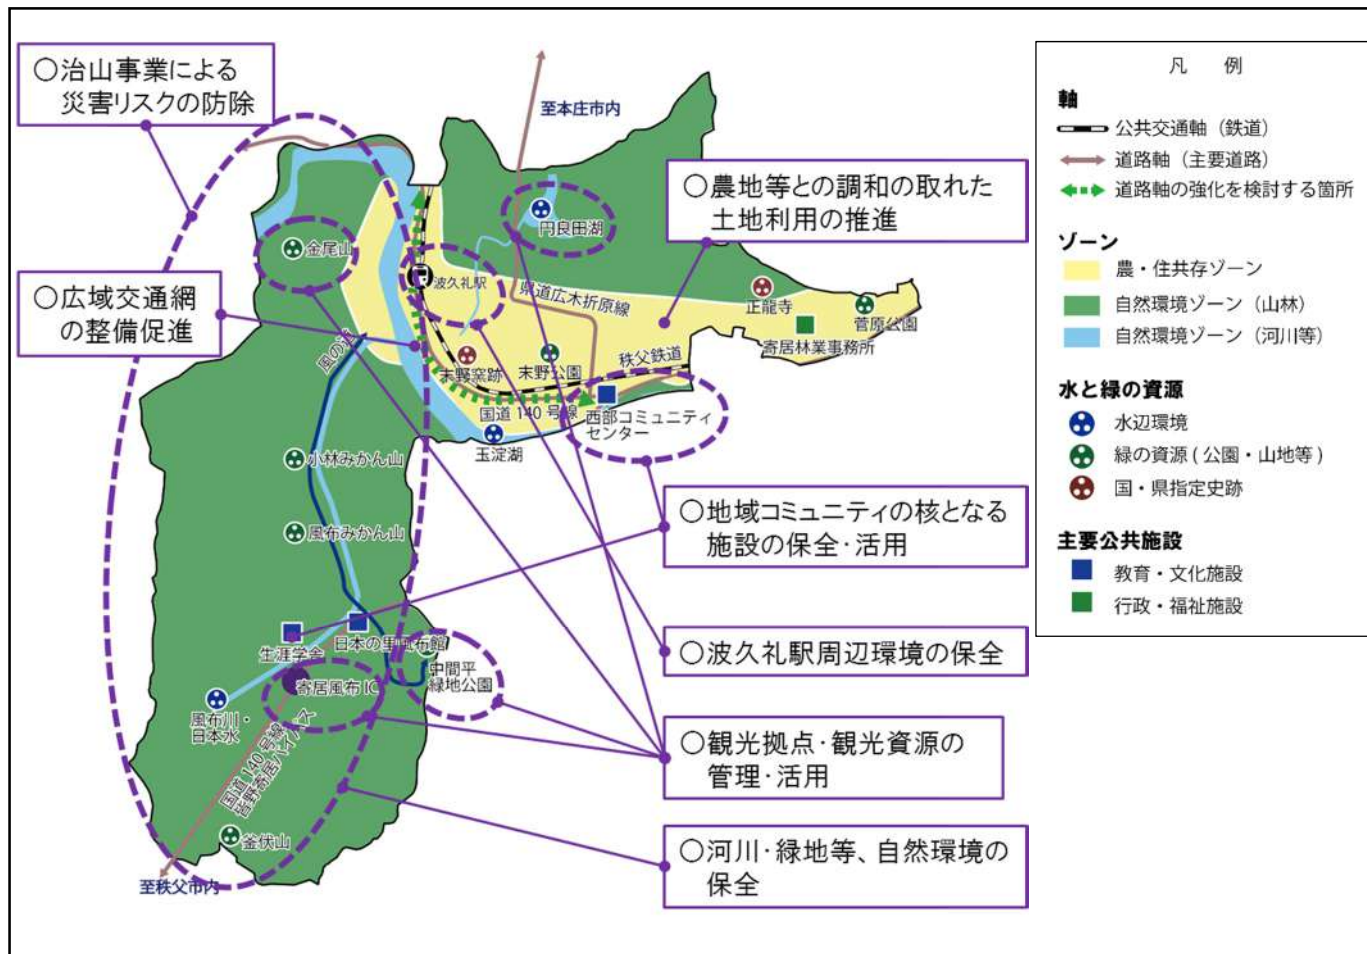 ○治山事業による
災害リスクの防除
至本庄市内
○農地等との調和の取れた
土地利用の推進
円良田湖
金尾山
波久礼駅
県道広木折原線
正龍寺
菅原公園
寄居林業事務所
○広域交通網
の整備促進
風の道
末野窯跡
末野公園
秩父鉄道
国道140号線
西部コミュニティ
センター
玉淀湖
小林みかん山
風布みかん山
○地域コミュニティの核となる
施設の保全・活用
生涯学舎
日本の里風布館
中間平
緑地公園
寄居風布IC
風布川・
日本水
国道140号線
皆野寄居バイパス
釜伏山
至秩父市内
○波久礼駅周辺環境の保全
○観光拠点・観光資源の
管理・活用
○河川・緑地等、自然環境の
保全
凡 例
軸
公共交通軸(鉄道)
道路軸(主要道路)
道路軸の強化を検討する箇所
ゾーン
農・住共存ゾーン
自然環境ゾーン(山林)
自然環境ゾーン(河川等)
水と緑の資源
水辺環境
緑の資源(公園・山地等)
国・県指定史跡
主要公共施設
教育・文化施設
行政・福祉施設